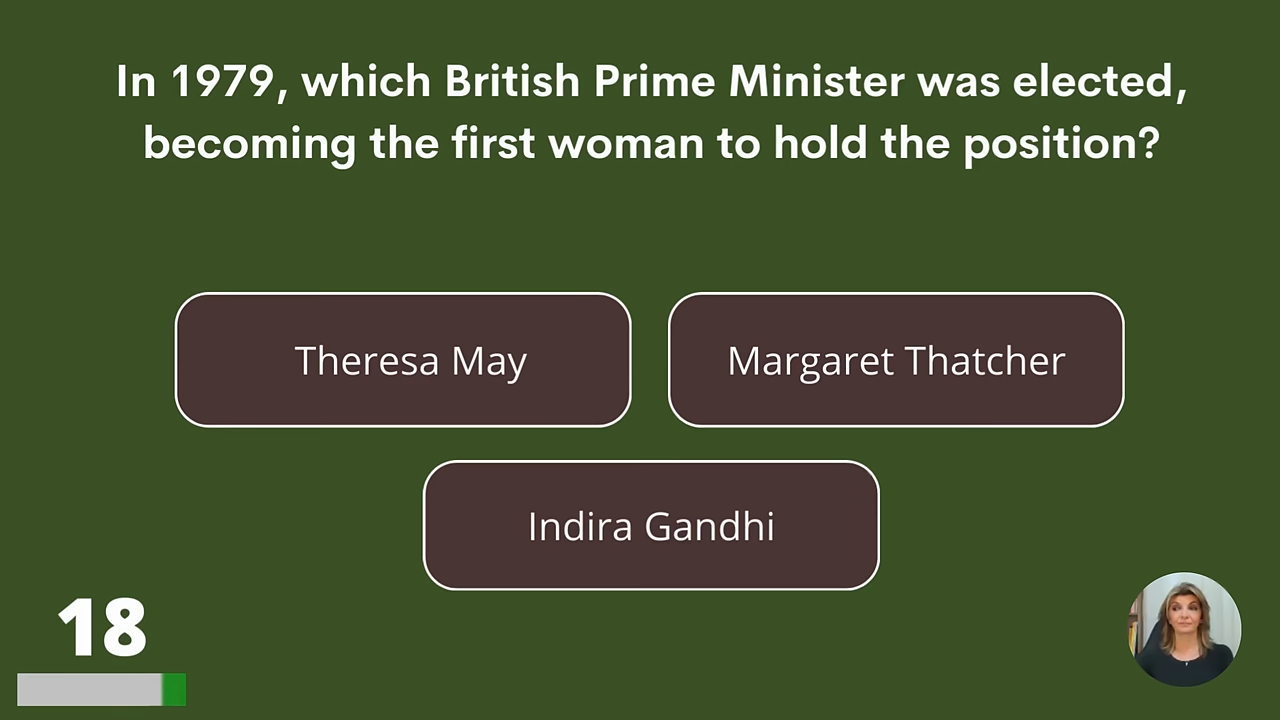 In 1979, which British Prime Minister was elected,
becoming the first woman to hold the position?
Theresa May
Margaret Thatcher
Indira Gandhi
18